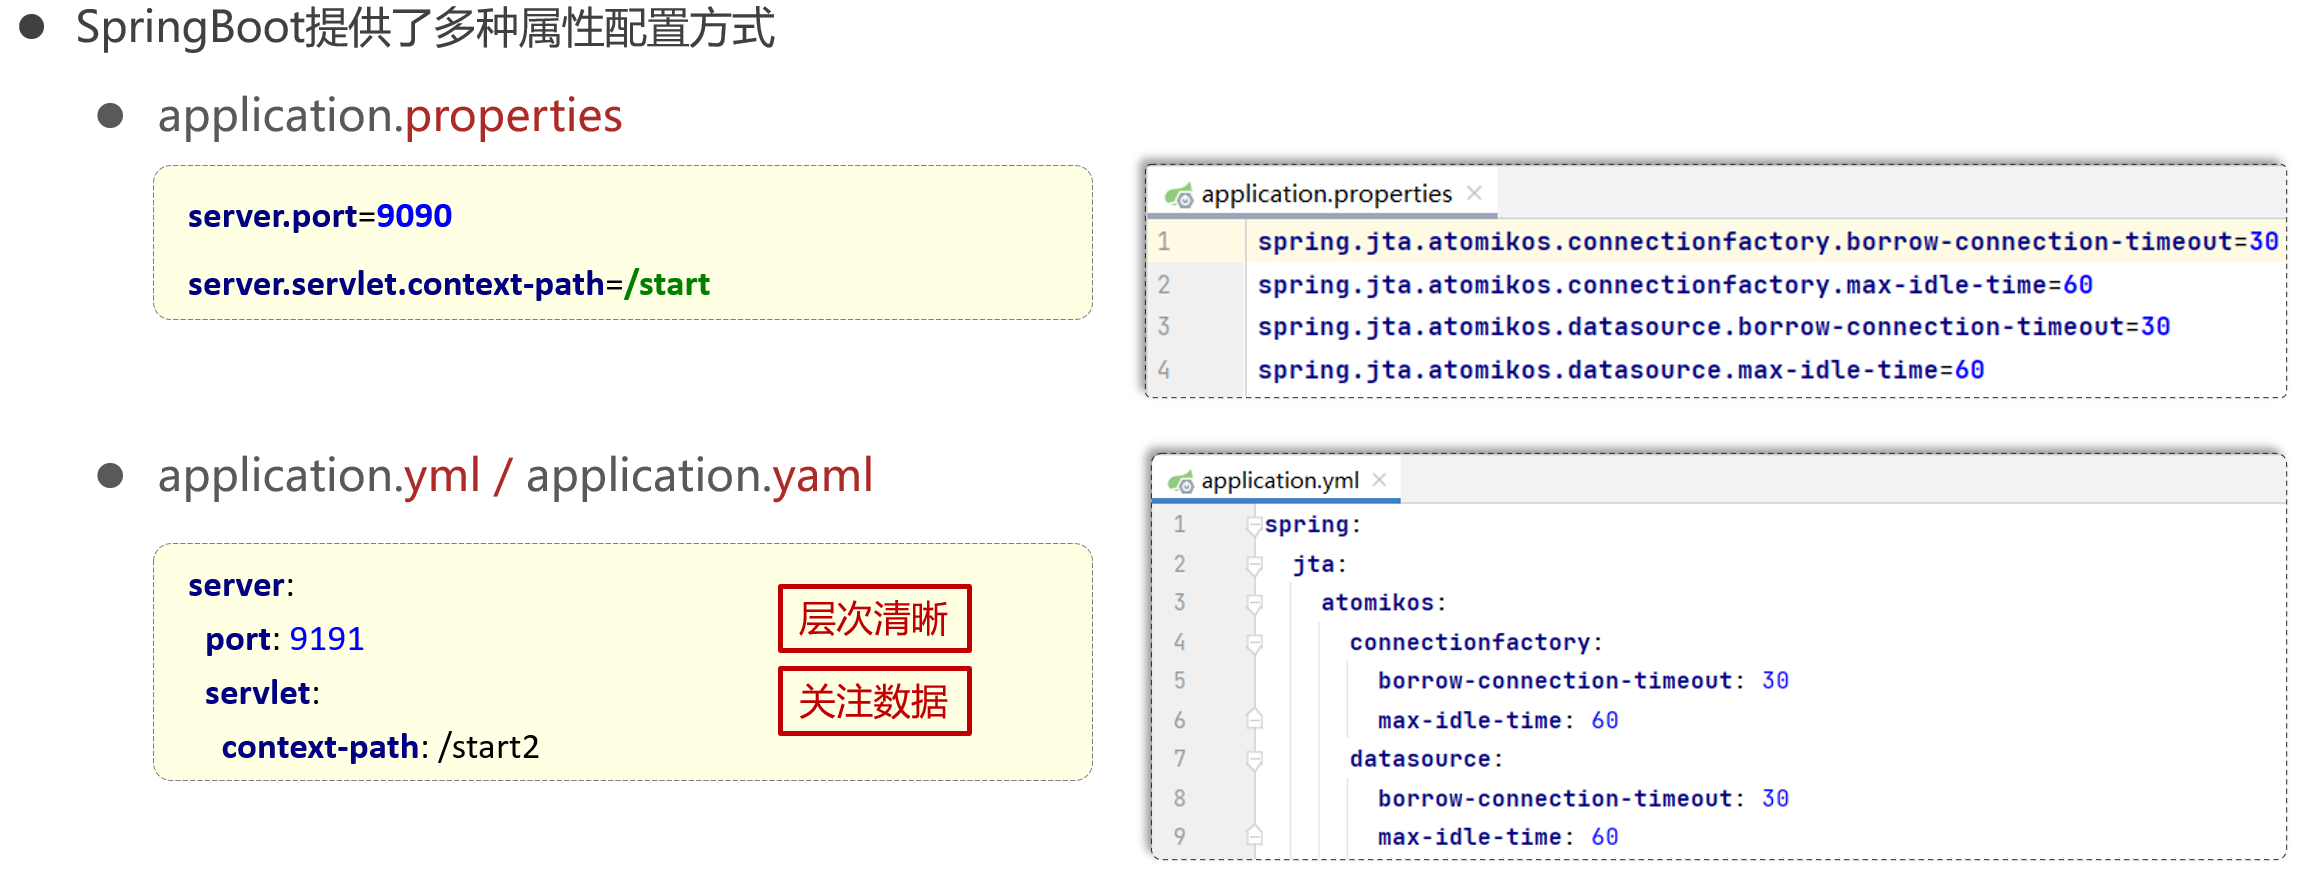 SpringBoot提供了多种属性配置方式
application.properties
server.port=9090
server.servlet.context-path=/start
application.properties
1 spring.jta.atomikos.connectionfactory.borrow-connection-timeout=30
2 spring.jta.atomikos.connectionfactory.max-idle-time=60
3 spring.jta.atomikos.datasource.borrow-connection-timeout=30
4 spring.jta.atomikos.datasource.max-idle-time=60
application.yml / application.yaml
server:
port: 9191
servlet:
context-path: /start2
层次清晰
关注数据
application.yml
1 spring:
2 jta:
3 atomikos:
4 connectionfactory:
5 borrow-connection-timeout: 30
6 max-idle-time: 60
7 datasource:
8 borrow-connection-timeout: 30
9 max-idle-time: 60